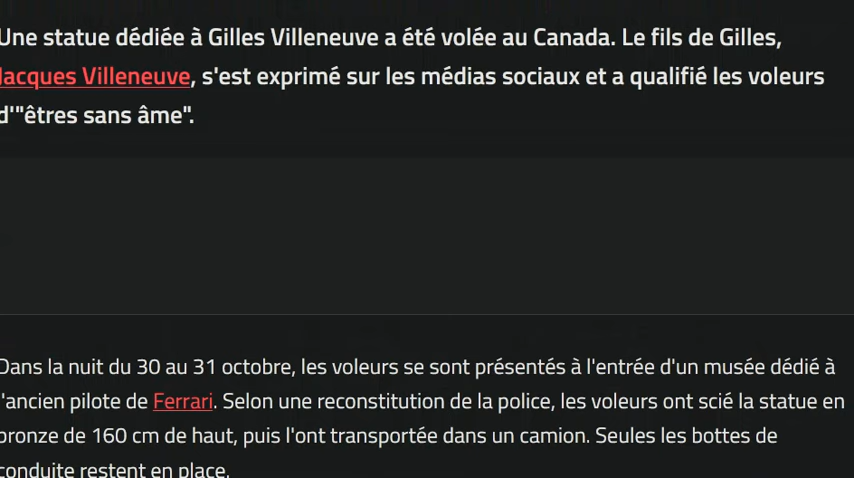 Une statue dédiée à Gilles Villeneuve a été volée au Canada. Le fils de Gilles,
Jacques Villeneuve, s'est exprimé sur les médias sociaux et a qualifié les voleurs
d'"êtres sans âme".
Dans la nuit du 30 au 31 octobre, les voleurs se sont présentés à l'entrée d'un musée dédié à
l'ancien pilote de Ferrari. Selon une reconstitution de la police, les voleurs ont scié la statue en
bronze de 160 cm de haut, puis l'ont transportée dans un camion. Seules les bottes de
conduite restent en place.